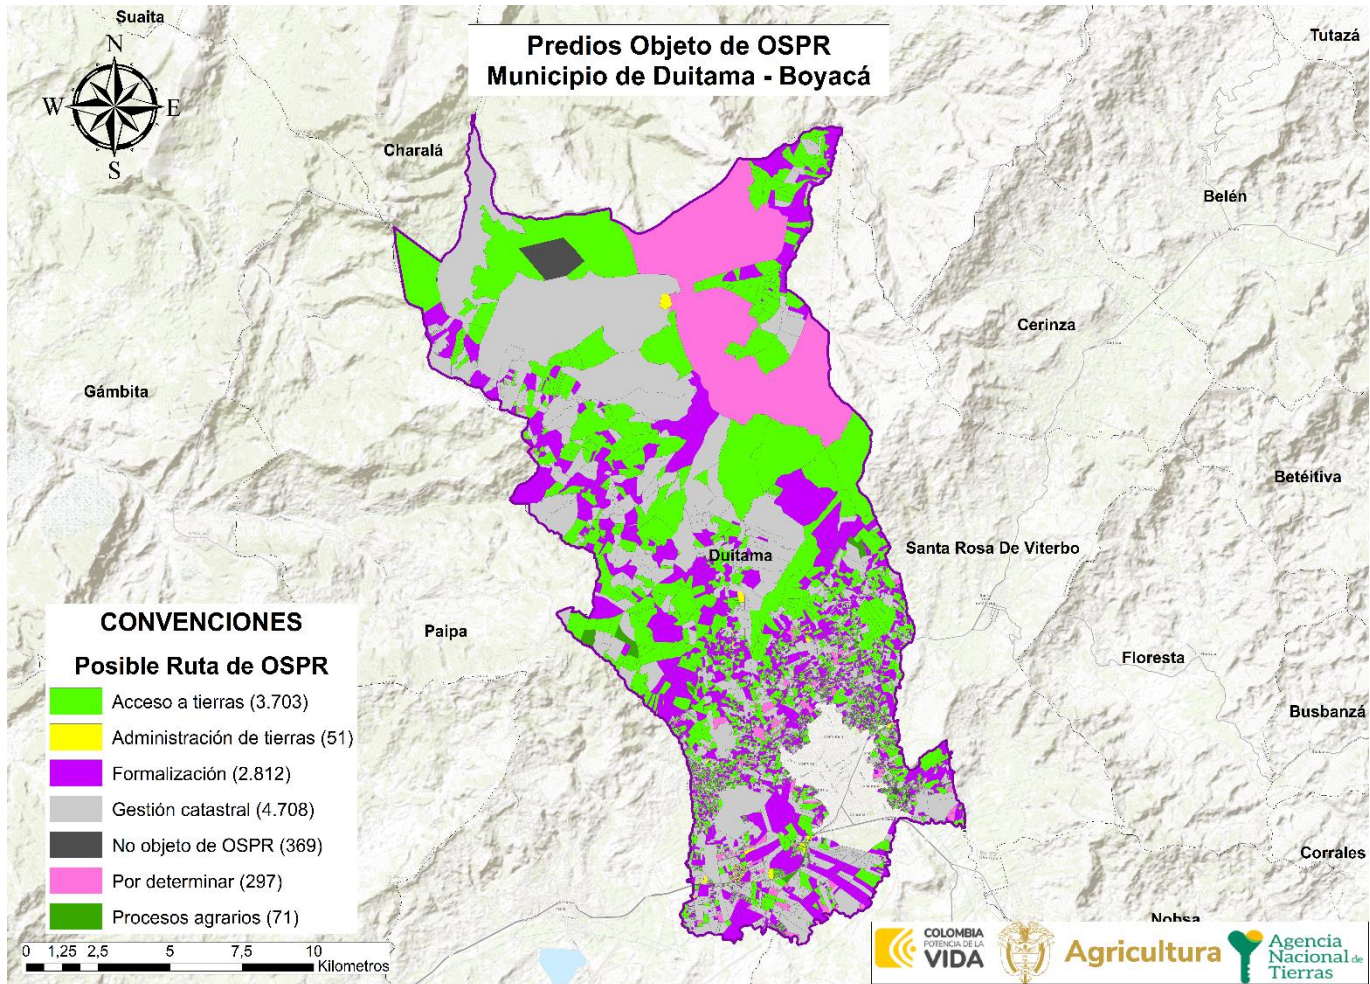 Suaita
Tutazá
Predios Objeto de OSPR
Municipio de Duitama - Boyacá
N
W
E
S
Charalá
Belén
Cerinza
Gámbita
Betéitiva
Duitama
Santa Rosa De Viterbo
Paipa
Floresta
Busbanzá
Corrales
Nobsa
CONVENCIONES
Posible Ruta de OSPR
Acceso a tierras (3.703)
Administración de tierras (51)
Formalización (2.812)
Gestión catastral (4.708)
No objeto de OSPR (369)
Por determinar (297)
Procesos agrarios (71)
0 1,25 2,5 5 7,5 10
Kilometros
COLOMBIA
POTENCIA DE LA
VIDA
Agricultura
Agencia
Nacional de
Tierras